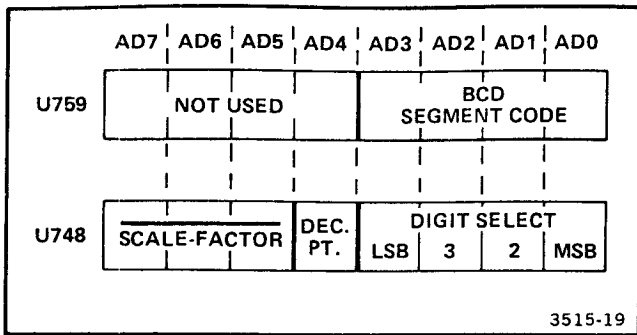 AD7 AD6 AD5 AD4 AD3 AD2 AD1 AD0
U759 NOT USED BCD
SEGMENT CODE
U748 SCALE-FACTOR DEC.
PT. DIGIT SELECT
LSB 3 2 MSB
3515-19